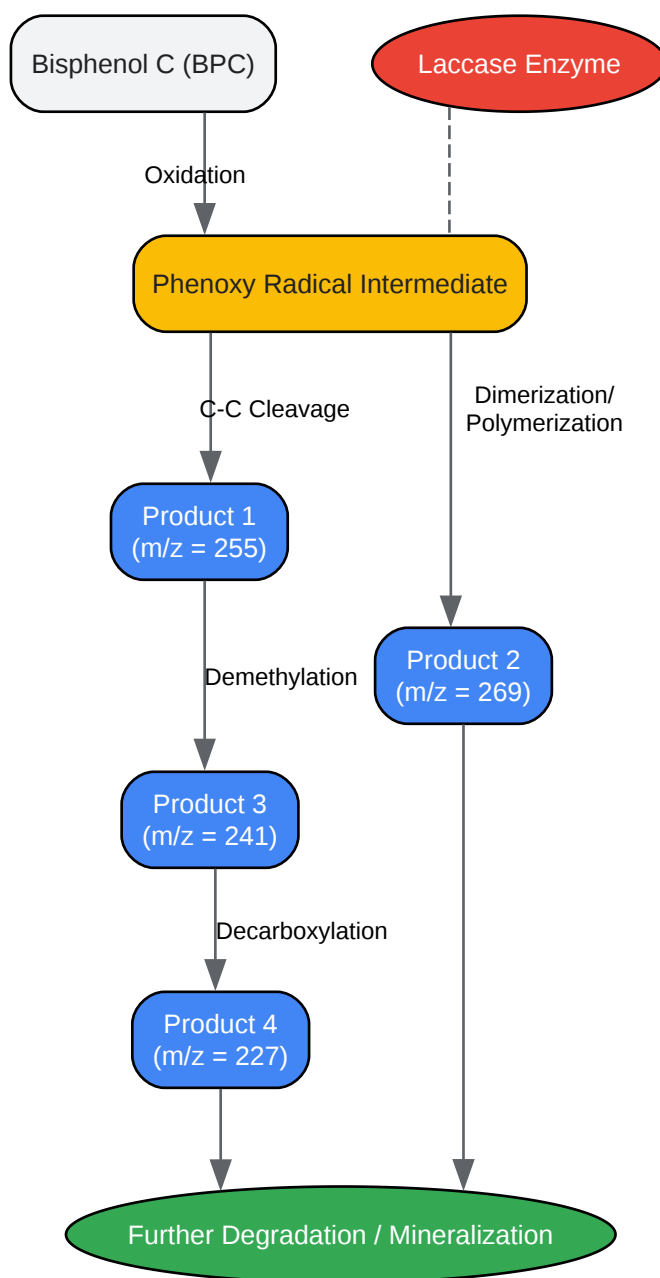 Bisphenol C (BPC)
Laccase Enzyme
Oxidation
Phenoxy Radical Intermediate
C-C Cleavage
Dimerization/
Polymerization
Product 1
(m/z = 255)
Demethylation
Product 2
(m/z = 269)
Product 3
(m/z = 241)
Decarboxylation
Product 4
(m/z = 227)
Further Degradation / Mineralization